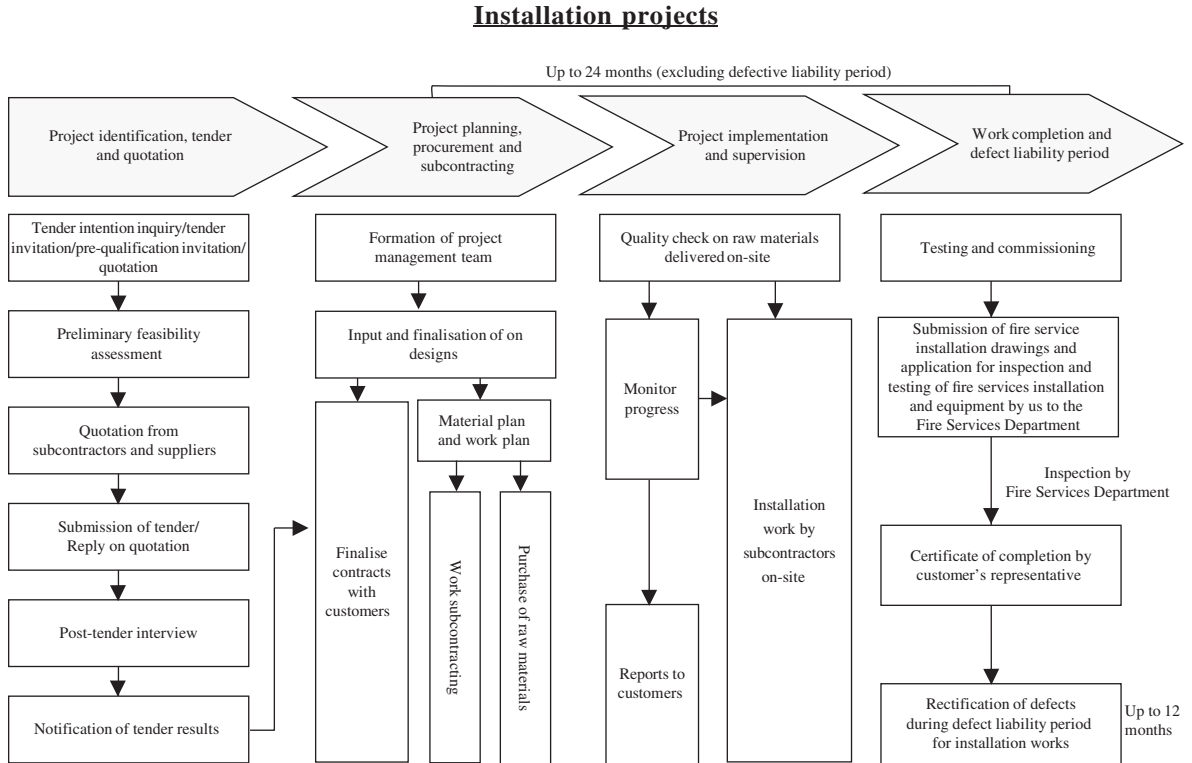 Installation projects
Up to 24 months (excluding defective liability period)
Project identification, tender
and quotation
Project planning,
procurement and
subcontracting
Project implementation
and supervision
Work completion and
defect liability period
Tender intention inquiry/tender
invitation/pre-qualification invitation/
quotation
Preliminary feasibility
assessment
Quotation from
subcontractors and suppliers
Submission of tender/
Reply on quotation
Post-tender interview
Notification of tender results
Formation of project
management team
Input and finalisation of on
designs
Finalise
contracts
with
customers
Material plan
and work plan
Work subcontracting
Purchase of raw materials
Quality check on raw materials
delivered on-site
Monitor
progress
Reports to
customers
Installation
work by
subcontractors
on-site
Testing and commissioning
Submission of fire service
installation drawings and
application for inspection and
testing of fire services installation
and equipment by us to the
Fire Services Department
Inspection by
Fire Services Department
Certificate of completion by
customer's representative
Rectification of defects
during defect liability period
for installation works
Up to 12
months